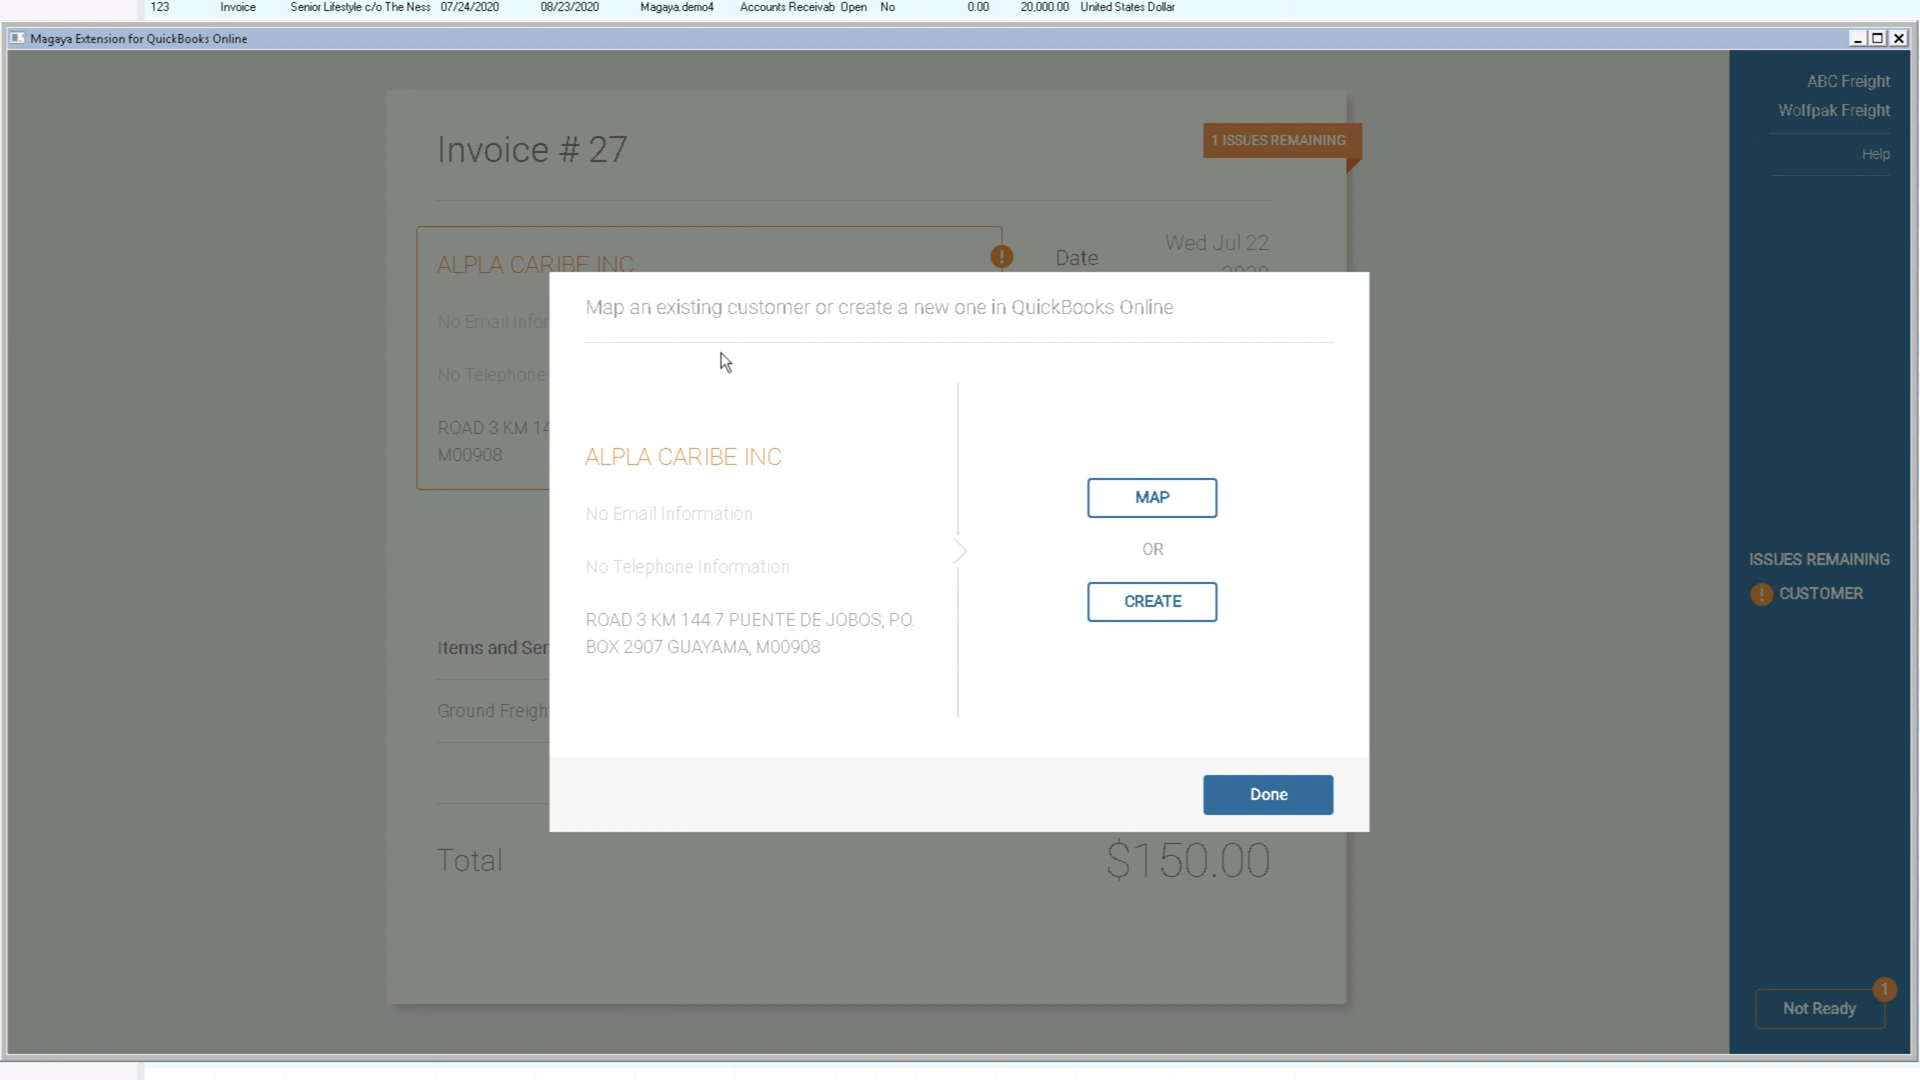 123 Invoice Senior Lifestyle c/o The Ness 07/24/2020 08/23/2020 Magaya.demo4 Accounts Receivab Open No 0.00 20,000.00 United States Dollar
Magaya Extension for QuickBooks Online
ABC Freight
Wolfpak Freight
Help
Invoice # 27
1 ISSUES REMAINING
ALPLA CARIBE INC
!
Date
Wed Jul 22
2020
No Email Infor
No Telephone
ROAD 3 KM 14
M00908
Map an existing customer or create a new one in QuickBooks Online
ALPLA CARIBE INC
No Email Information
No Telephone Information
ROAD 3 KM 144.7 PUENTE DE JOBOS, P.O.
BOX 2907 GUAYAMA, M00908
MAP
OR
CREATE
Done
Items and Ser
Ground Freigh
Total
$150.00
ISSUES REMAINING
! CUSTOMER
Not Ready
1